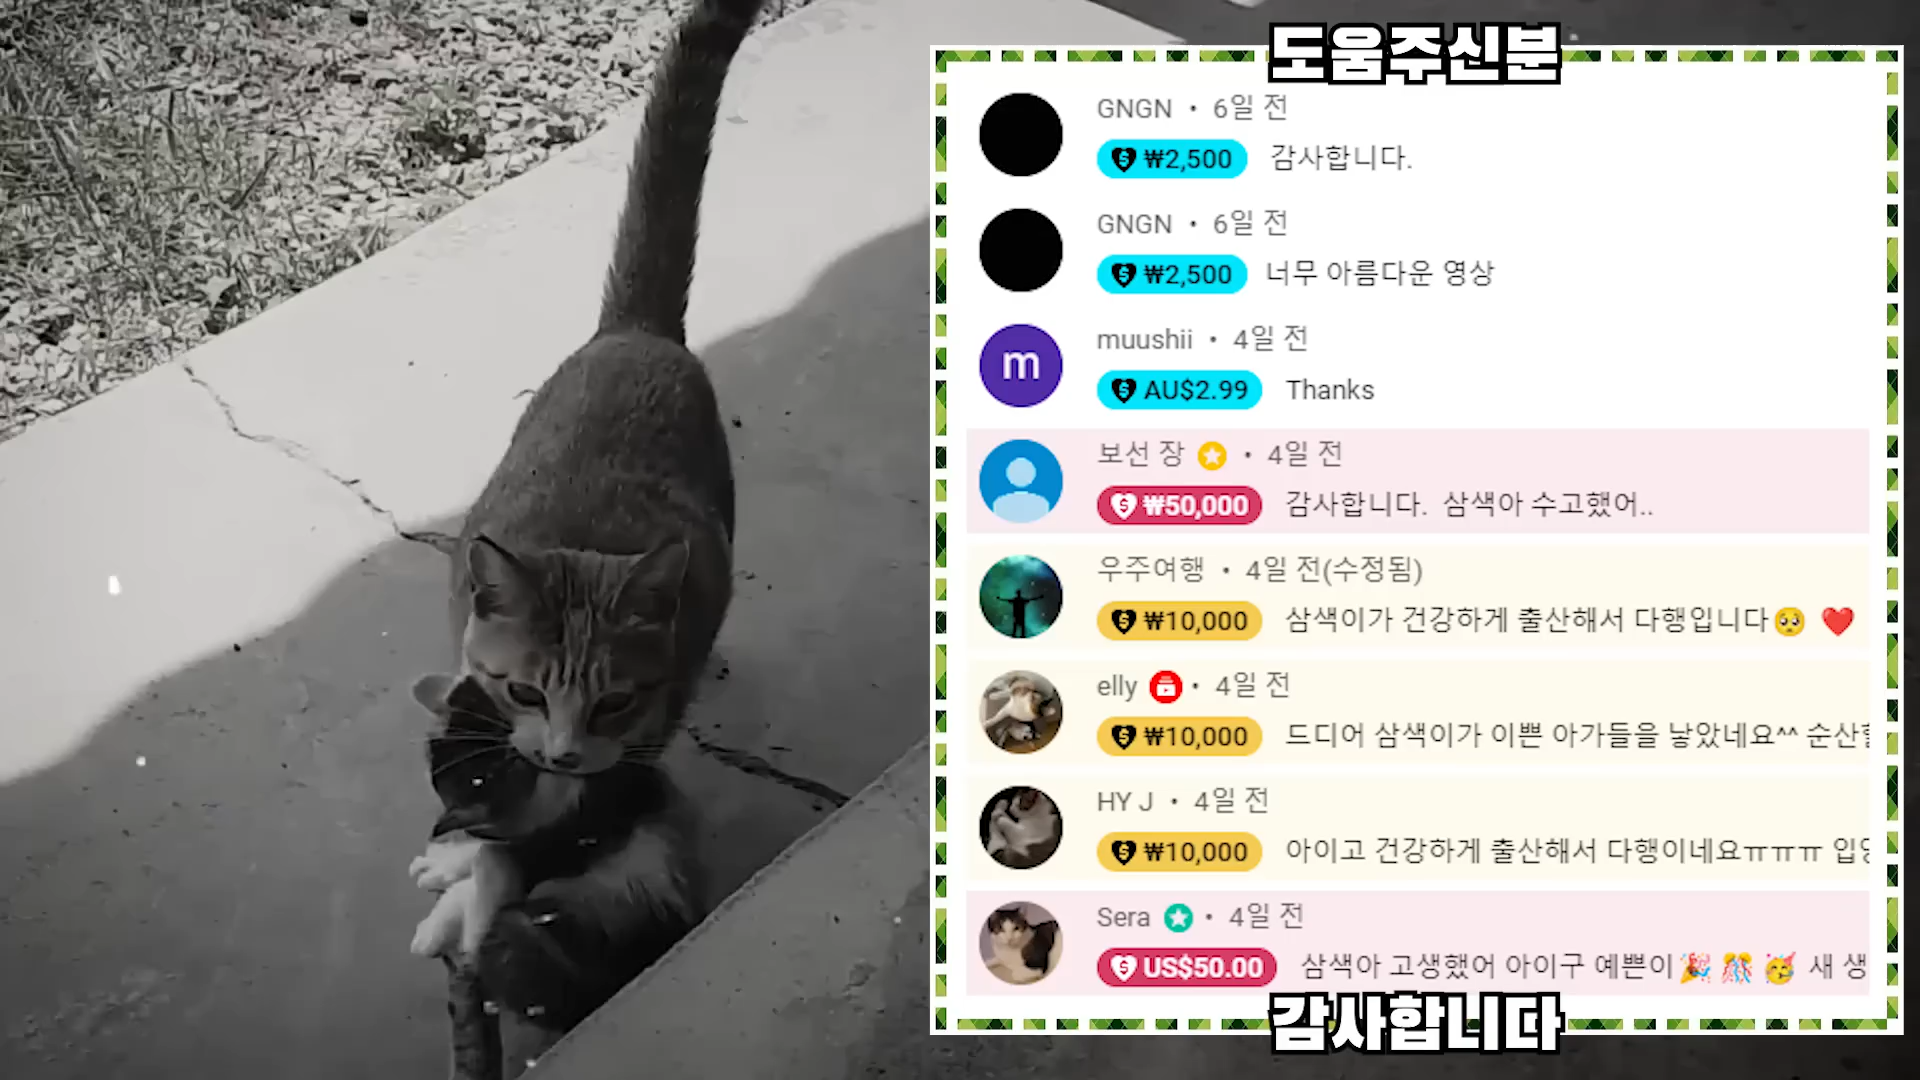 도움주신분
GNGN • 6일 전
₩2,500 감사합니다.
GNGN • 6일 전
₩2,500 너무 아름다운 영상
m
muushii • 4일 전
AU$2.99 Thanks
보선 장 • 4일 전
₩50,000 감사합니다. 삼색아 수고했어..
우주여행 • 4일 전(수정됨)
₩10,000 삼색이가 건강하게 출산해서 다행입니다🥺 ❤️
elly • 4일 전
₩10,000 드디어 삼색이가 이쁜 아가들을 낳았네요^^
HY J • 4일 전
₩10,000 아이고 건강하게 출산해서 다행이네요ㅠㅠㅠ
Sera • 4일 전
US$50.00 삼색아 고생했어 아이구 예쁜이🎉 🎊 🥳 새 생
감사합니다